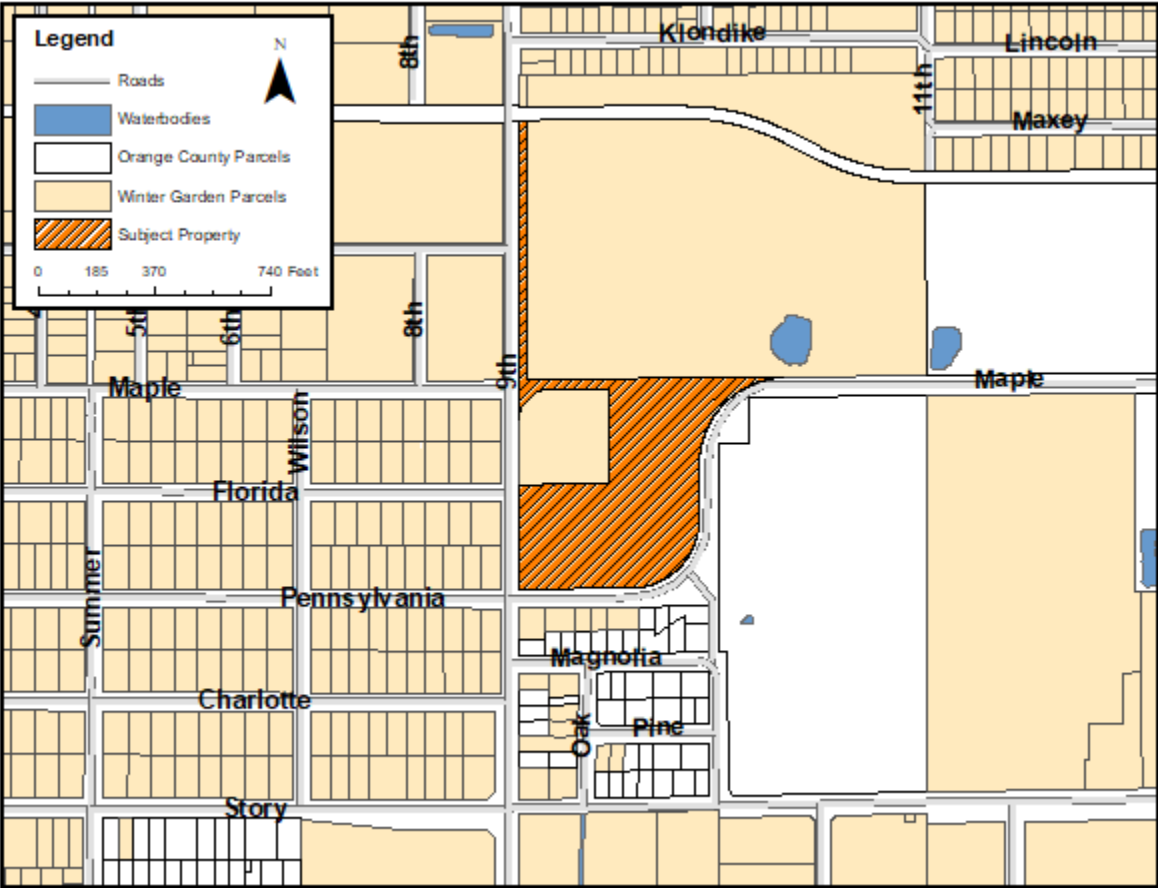 Legend
N
Roads
Waterbodies
Orange County Parcels
Winter Garden Parcels
Subject Property
0 185 370 740 Feet
8th
Klondike
Lincoln
11th
Maxey
5th
6th
8th
9th
Maple
Maple
Wilson
Florida
Summer
Pennsylvania
Magnolia
Charlotte
Oak
Pine
Story